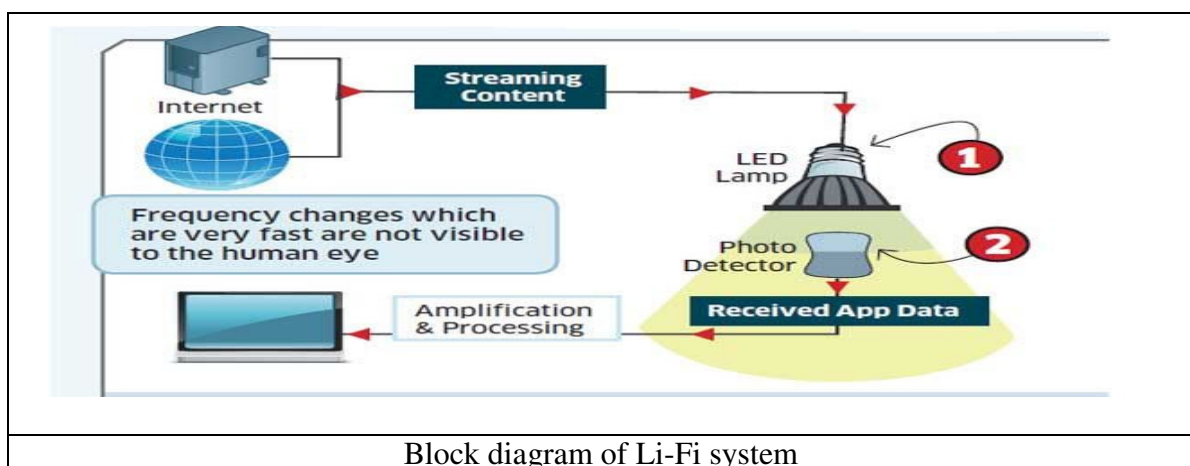 Internet
Streaming
Content
LED
Lamp
1
Frequency changes which
are very fast are not visible
to the human eye
Photo
Detector
2
Amplification
& Processing
Received App Data
Block diagram of Li-Fi system